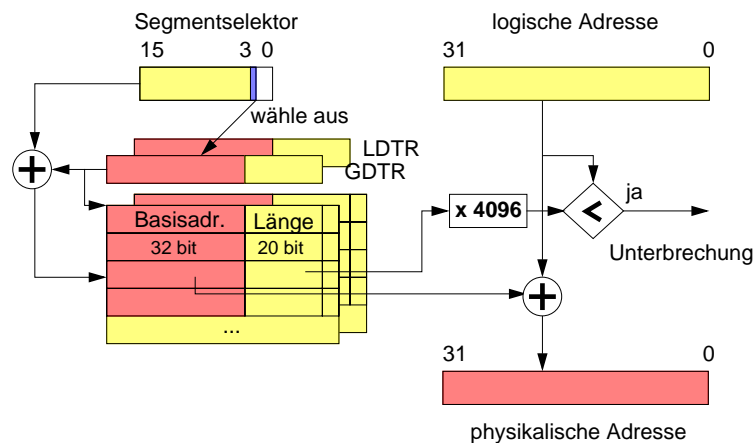 Segmentselektor
logische Adresse
15 3 0
31 0
wähle aus
LDTR
GDTR
Basisadr. Länge
32 bit 20 bit
x 4096
<
ja
Unterbrechung
+
+
...
31 0
physikalische Adresse